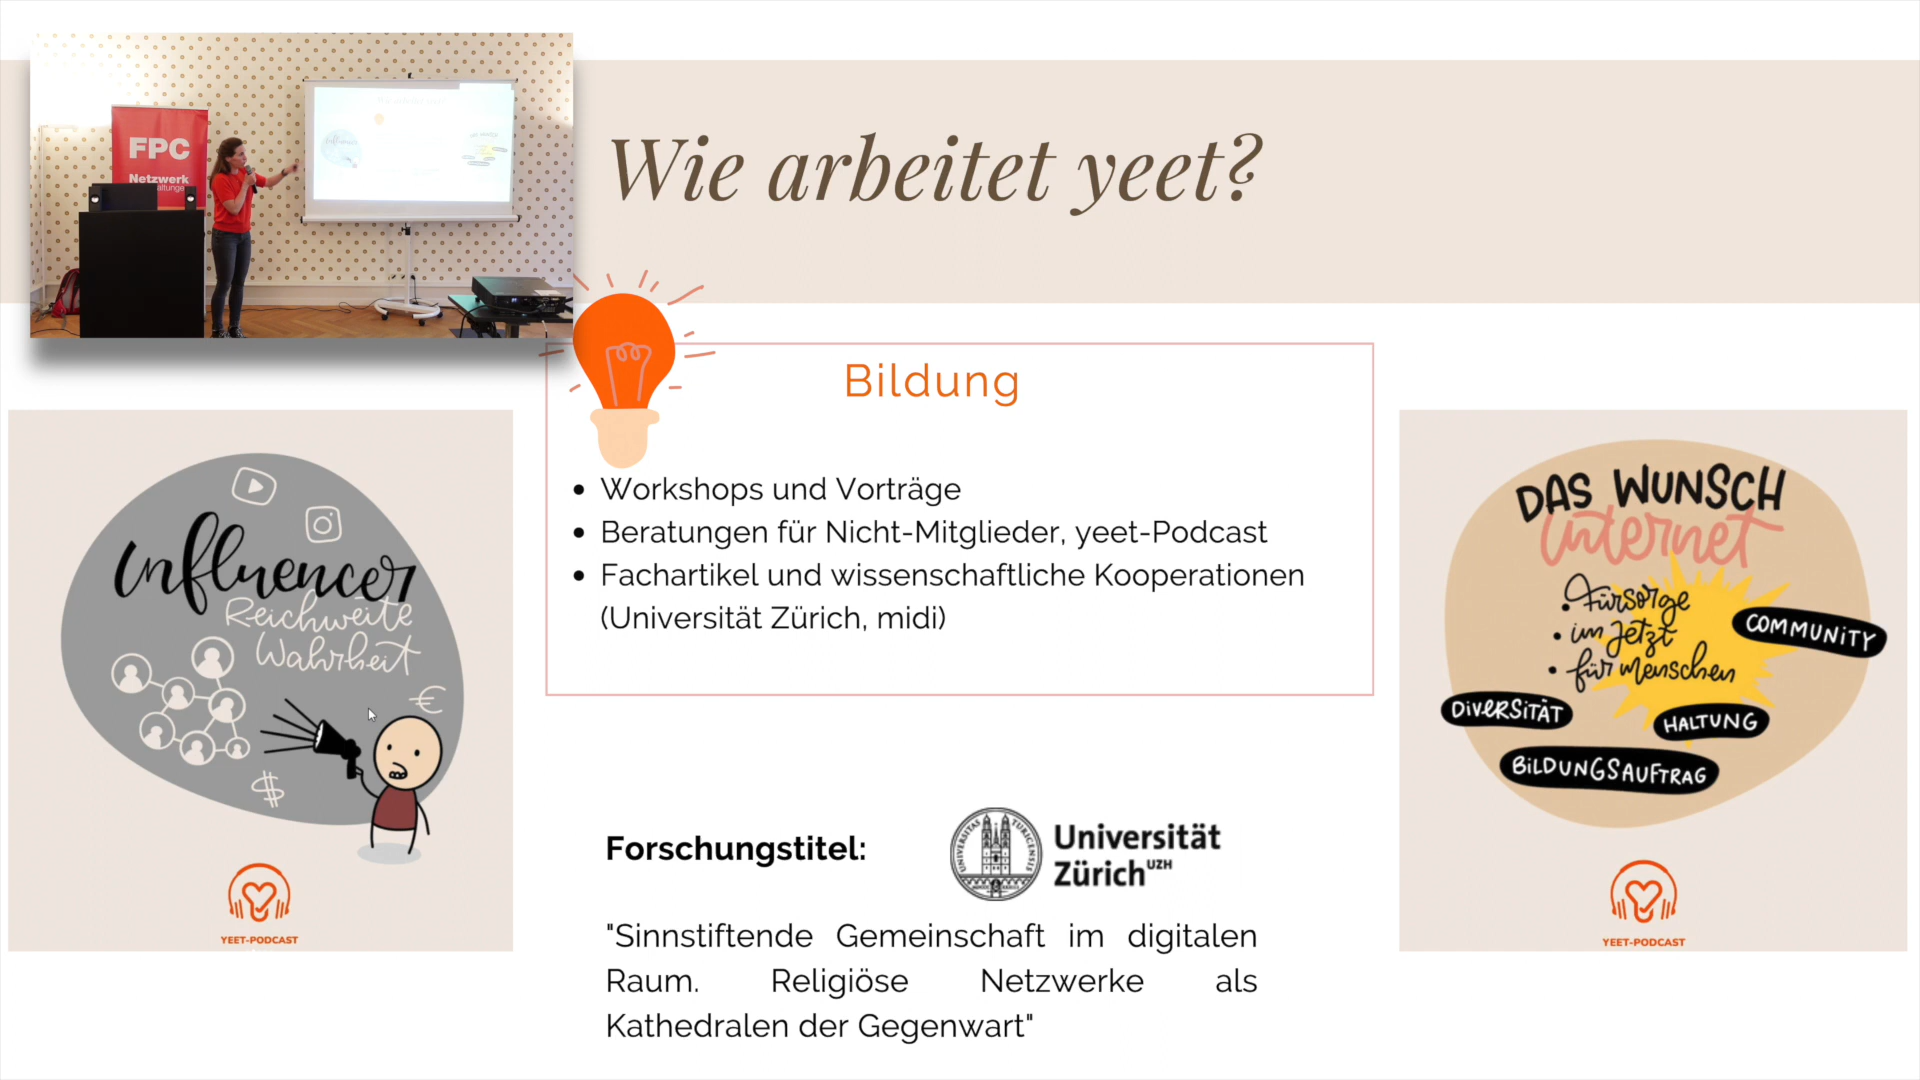 FPC
Netzwerk
Wie arbeitet yeet?
Bildung
Workshops und Vorträge
Beratungen für Nicht-Mitglieder, yeet-Podcast
Fachartikel und wissenschaftliche Kooperationen
(Universität Zürich, midi)
Influencer
Reichweite
Wahrheit
€
$
YEET-PODCAST
DAS WUNSCH
Internet
• Fürsorge
• im Jetzt
• für menschen
COMMUNITY
DIVERSITÄT
HALTUNG
BILDUNGSAUFTRAG
YEET-PODCAST
Forschungstitel:
Universität
Zürich UZH
"Sinnstiftende Gemeinschaft im digitalen
Raum. Religiöse Netzwerke als
Kathedralen der Gegenwart"